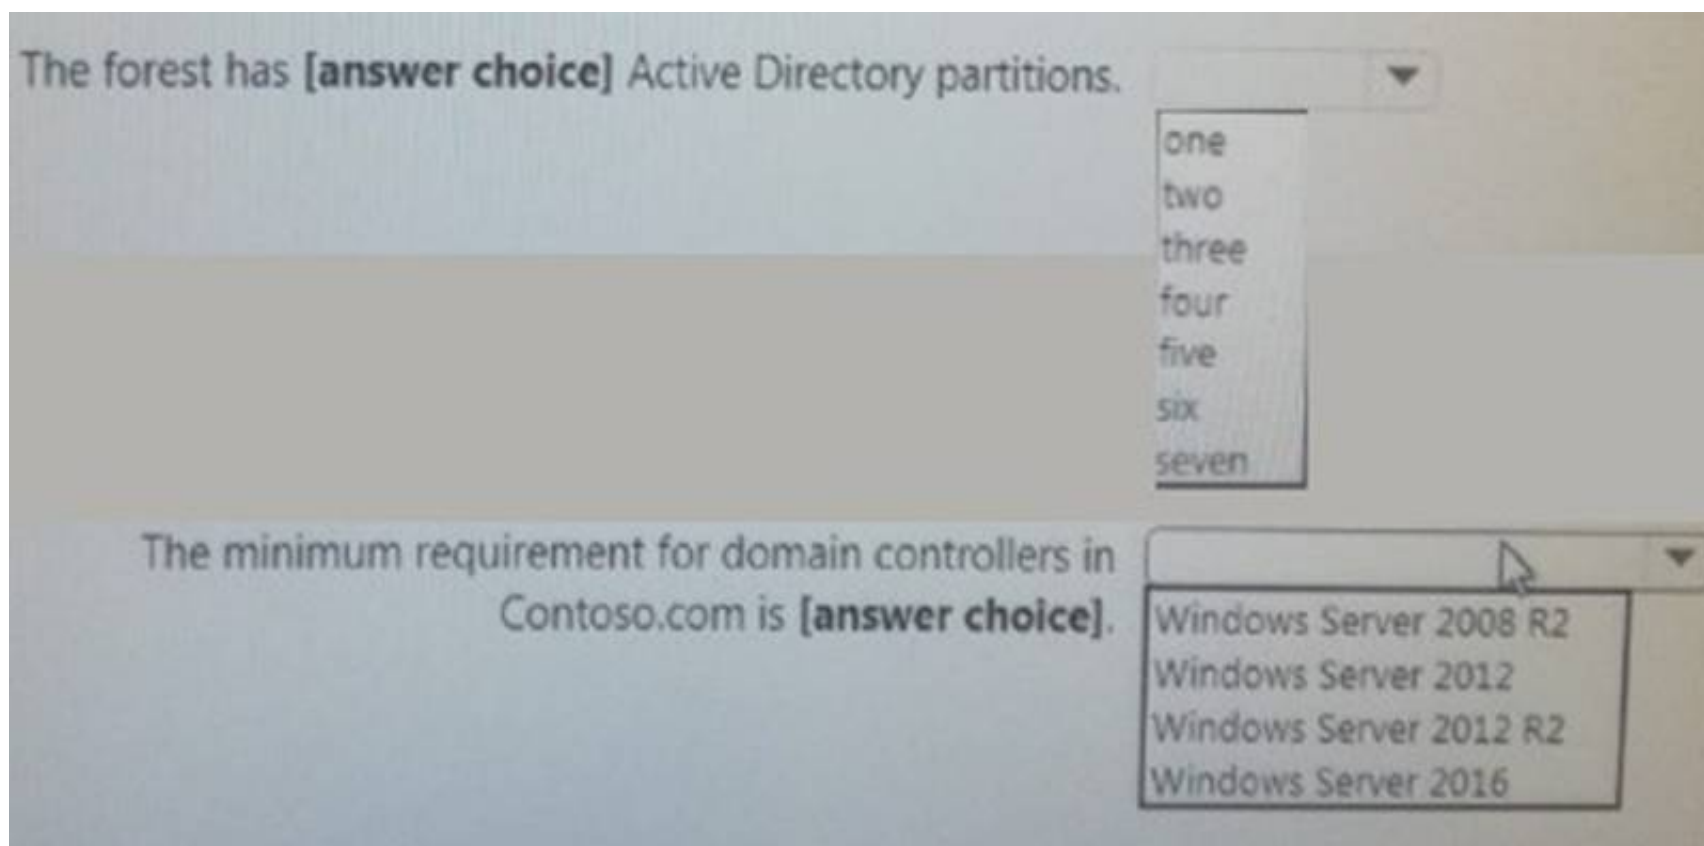 The forest has [answer choice] Active Directory partitions.
one
two
three
four
five
six
seven
The minimum requirement for domain controllers in
Contoso.com is [answer choice].
Windows Server 2008 R2
Windows Server 2012
Windows Server 2012 R2
Windows Server 2016